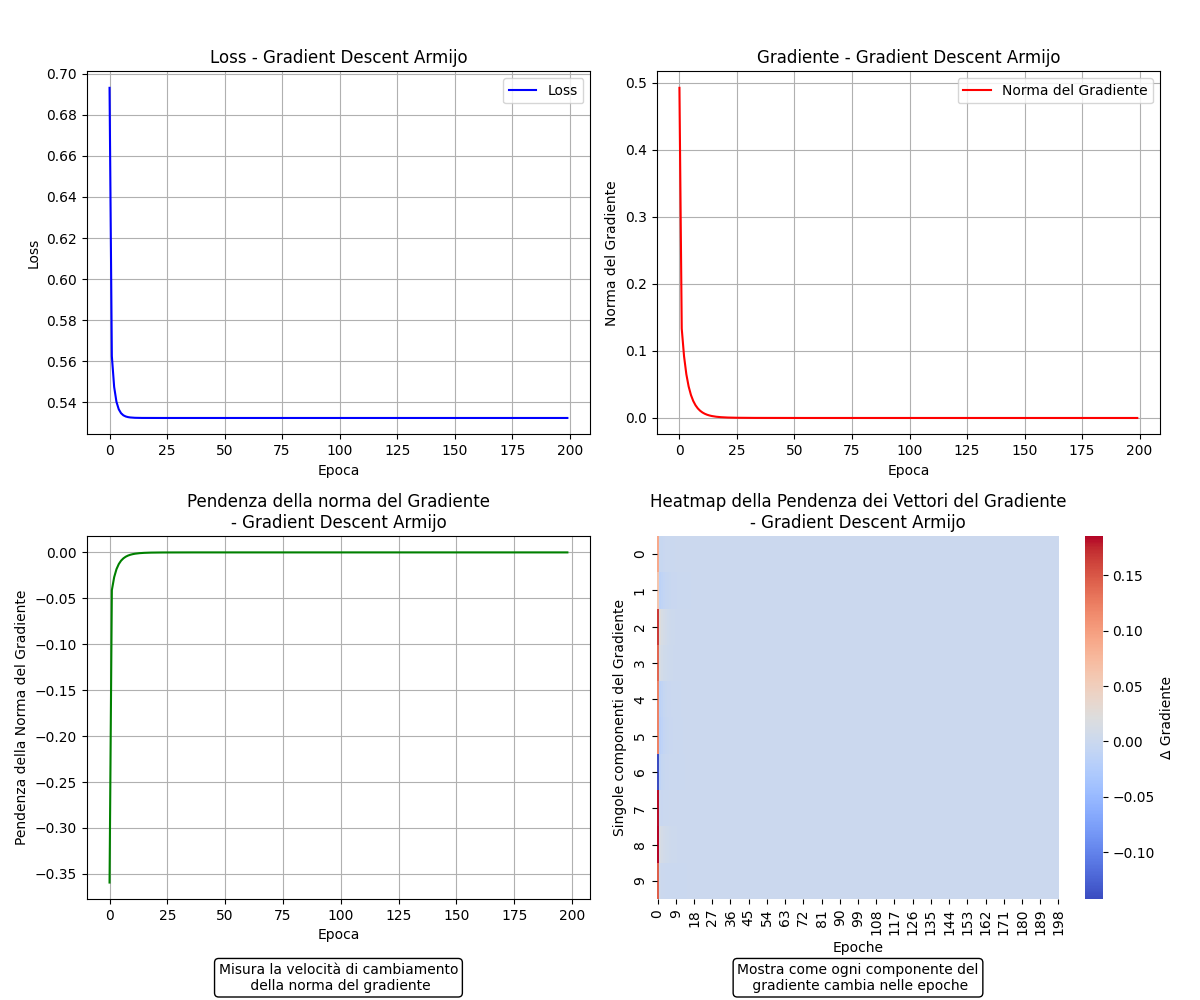 Loss - Gradient Descent Armijo
0.70
0.68
0.66
0.64
0.62
0.60
0.58
0.56
0.54
Loss
Loss
0 25 50 75 100 125 150 175 200
Epoca
Gradiente - Gradient Descent Armijo
0.5
0.4
0.3
0.2
0.1
0.0
Norma del Gradiente
Norma del Gradiente
0 25 50 75 100 125 150 175 200
Epoca
Pendenza della norma del Gradiente
- Gradient Descent Armijo
0.00
−0.05
−0.10
−0.15
−0.20
−0.25
−0.30
−0.35
Pendenza della Norma del Gradiente
0 25 50 75 100 125 150 175 200
Epoca
Misura la velocità di cambiamento
della norma del gradiente
Heatmap della Pendenza dei Vettori del Gradiente
- Gradient Descent Armijo
0
1
2
3
4
5
6
7
8
9
Singole componenti del Gradiente
0 9 18 27 36 45 54 63 72 81 90 99 108 117 126 135 144 153 162 171 180 189 198
Epoche
0.15
0.10
0.05
0.00
−0.05
−0.10
Δ Gradiente
Mostra come ogni componente del
gradiente cambia nelle epoche